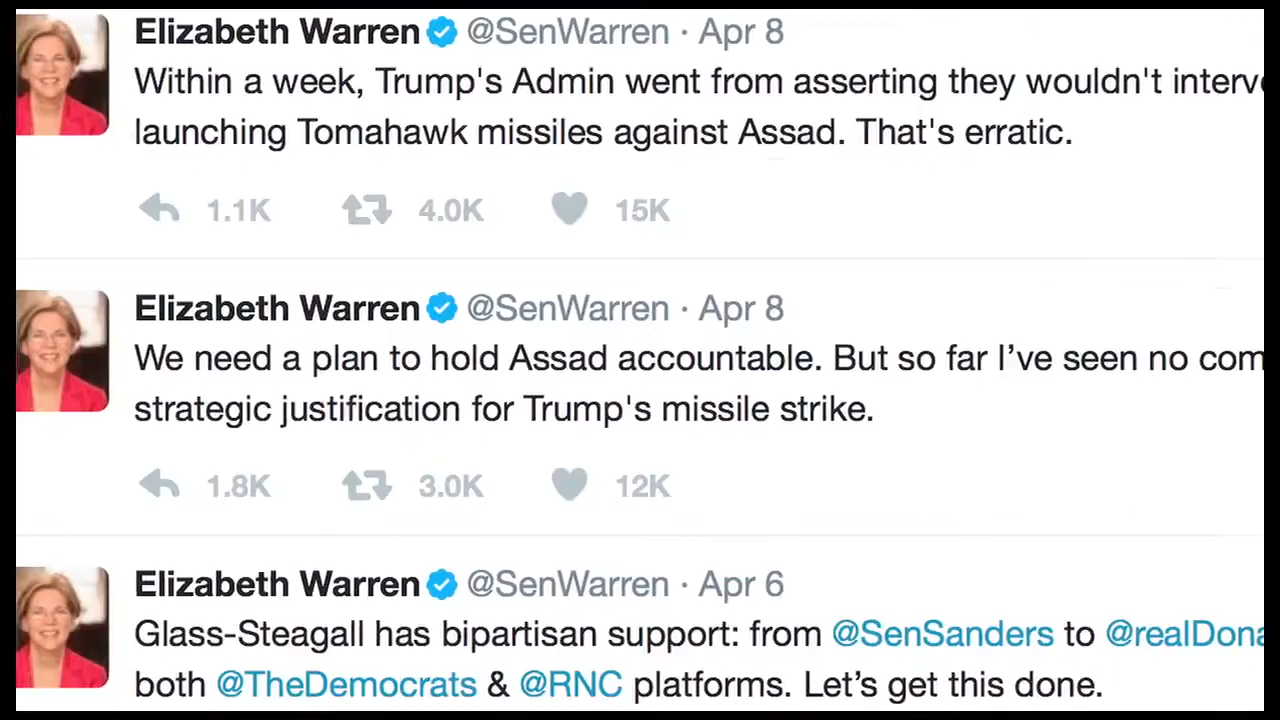 Elizabeth Warren @SenWarren · Apr 8
Within a week, Trump's Admin went from asserting they wouldn't
launching Tomahawk missiles against Assad. That's erratic.
1.1K 4.0K 15K
Elizabeth Warren @SenWarren · Apr 8
We need a plan to hold Assad accountable. But so far I’ve seen no
strategic justification for Trump's missile strike.
1.8K 3.0K 12K
Elizabeth Warren @SenWarren · Apr 6
Glass-Steagall has bipartisan support: from @SenSanders to
both @TheDemocrats & @RNC platforms. Let’s get this done.